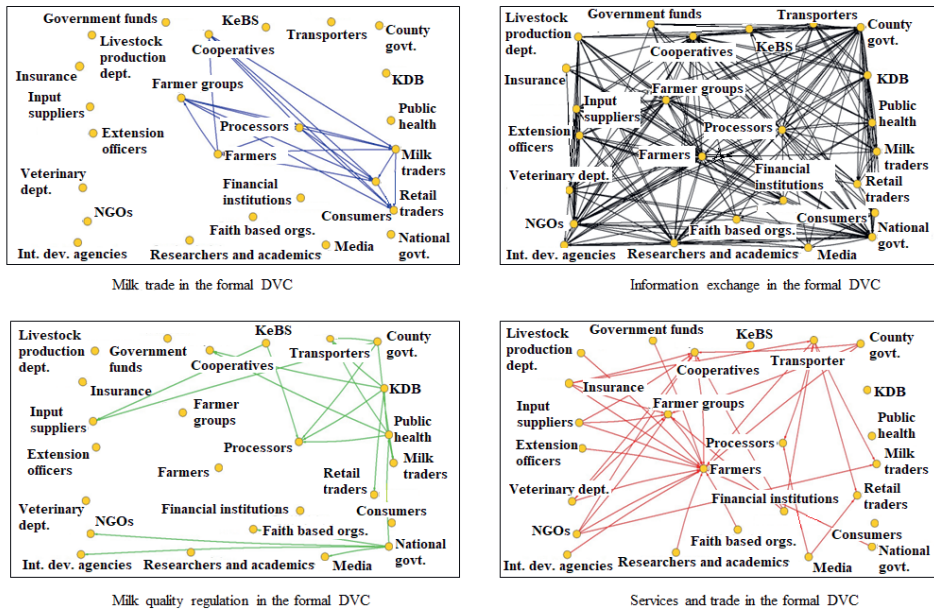 Government funds
KeBS
Transporters
County
govt.
Livestock
production
dept.
Cooperatives
Insurance
KDB
Farmer groups
Input
suppliers
Public
health
Processors
Extension
officers
Farmers
Milk
traders
Veterinary dept.
Financial
institutions
Retail
traders
NGOs
Consumers
Faith based orgs.
National
govt.
Int. dev. agencies
Researchers and academics
Media
Milk trade in the formal DVC
Government funds
Transporters
Livestock
production
dept.
County
govt.
Cooperatives
KeBS
Insurance
KDB
Farmer groups
Input
suppliers
Public
health
Processors
Extension
officers
Farmers
Milk
traders
Veterinary dept.
Financial
institutions
Retail
traders
NGOs
Consumers
Faith based orgs.
National
govt.
Int. dev. agencies
Researchers and academics
Media
Information exchange in the formal DVC
KeBS
Livestock
production
dept.
Government
funds
Transporters
County
govt.
Cooperatives
Insurance
KDB
Input
suppliers
Farmer
groups
Public
health
Processors
Extension
officers
Farmers
Milk
traders
Retail
traders
Veterinary
dept.
Financial institutions
Consumers
NGOs
Faith based orgs.
National
govt.
Int. dev. agencies
Researchers and academics
Media
Milk quality regulation in the formal DVC
Government funds
KeBS
Livestock
production
dept.
County
govt.
Transporter
Cooperatives
Insurance
KDB
Farmer groups
Input
suppliers
Public
health
Processors
Extension
officers
Farmers
Milk
traders
Veterinary dept.
Financial institutions
Retail
traders
NGOs
Faith based
orgs.
Consumers
National
govt.
Int. dev. agencies
Researchers and academics
Media
Services and trade in the formal DVC